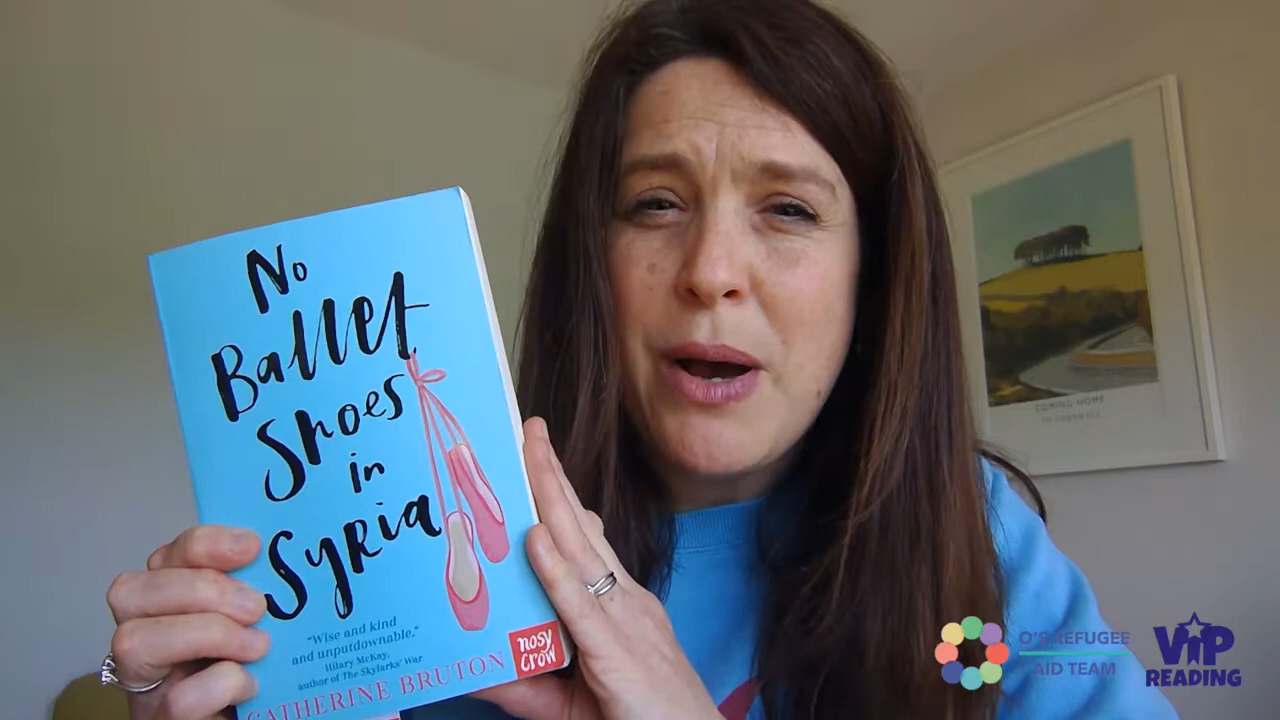 No
Ballet
Shoes
in
Syria
"Wise and kind
and unputdownable."
Hilary McKay,
author of The Skylarks' War
CATHERINE BRUTON
nosy
crow
COMING HOME
O'S REFUGEE
AID TEAM
VIP
READING